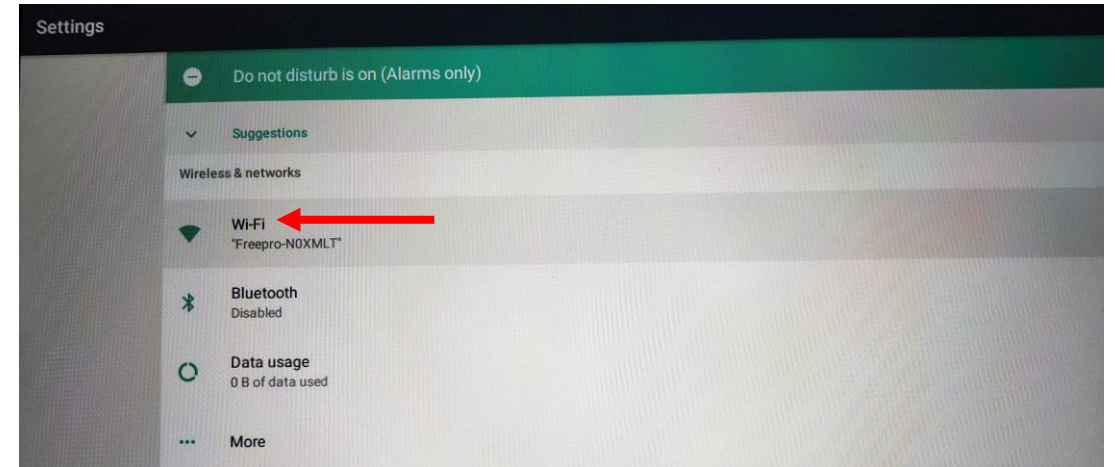 Settings
Do not disturb is on (Alarms only)
Suggestions
Wireless & networks
Wi-Fi
"Freepro-N0XMLT"
Bluetooth
Disabled
Data usage
0 B of data used
More